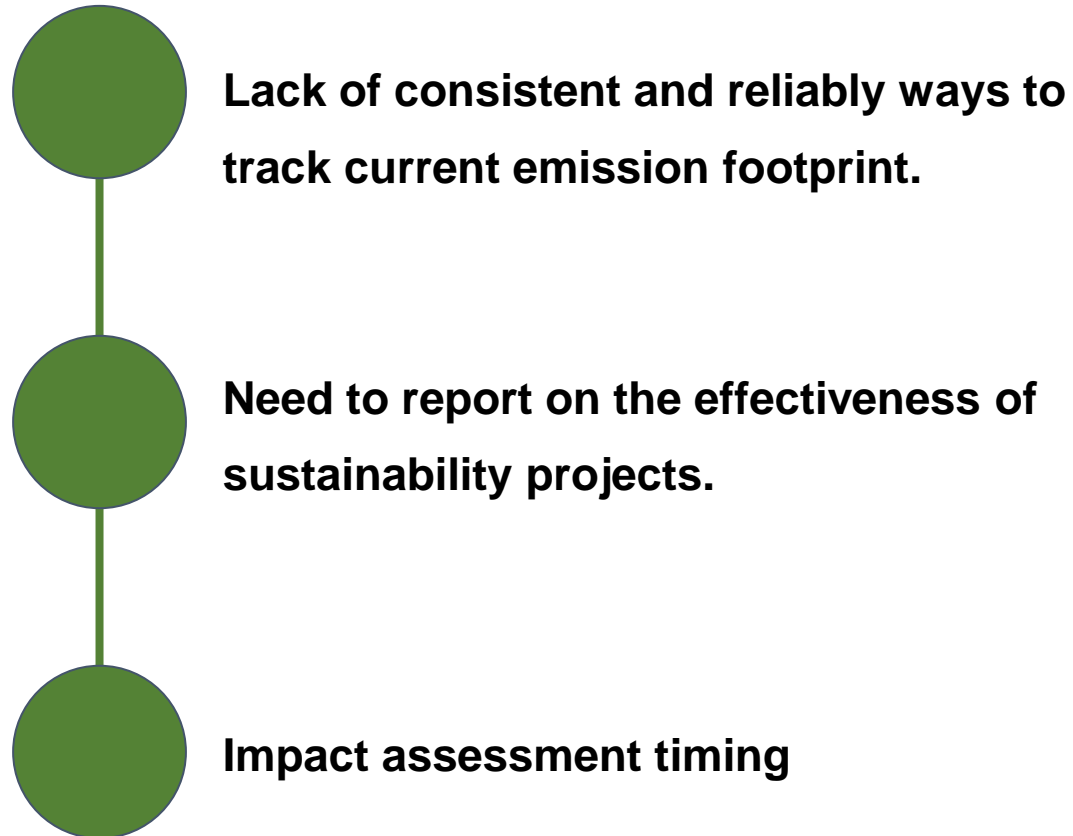 Lack of consistent and reliably ways to
track current emission footprint.
Need to report on the effectiveness of
sustainability projects.
Impact assessment timing